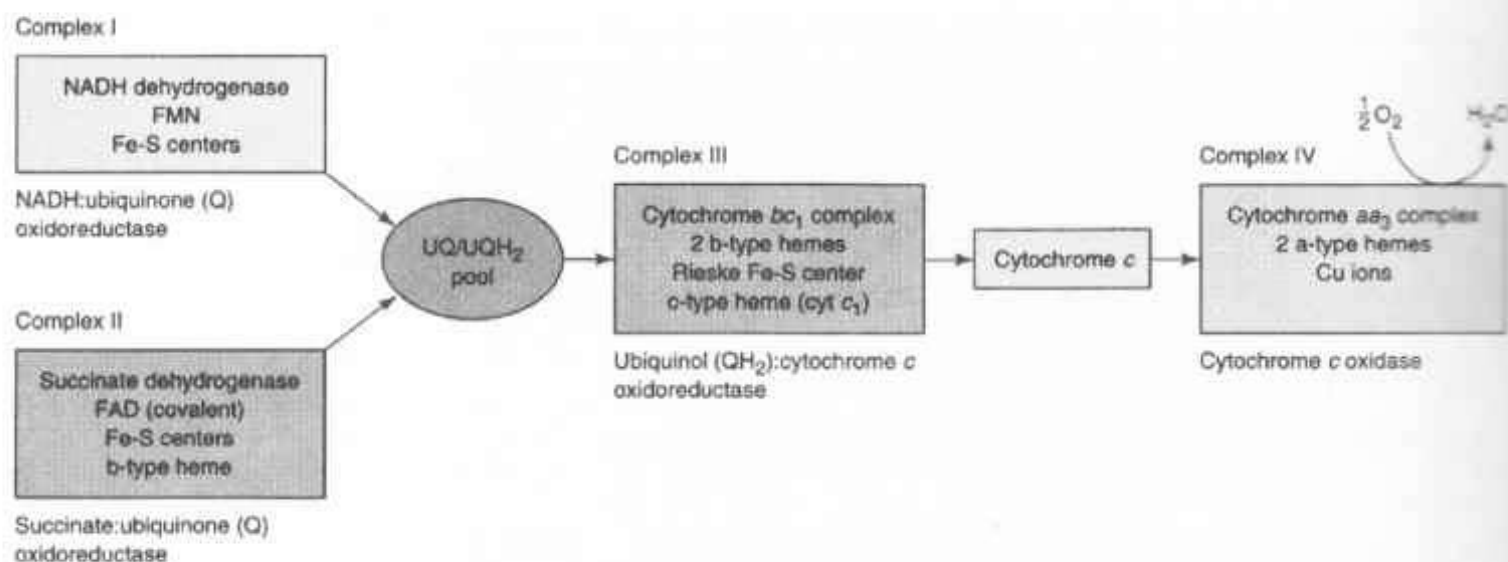 Complex I
NADH dehydrogenase
FMN
Fe-S centers
NADH:ubiquinone (Q)
oxidoreductase
Complex II
Succinate dehydrogenase
FAD (covalent)
Fe-S centers
b-type heme
Succinate:ubiquinone (Q)
oxidoreductase
UQ/UQH₂
pool
Complex III
Cytochrome bc₁ complex
2 b-type hemes
Rieske Fe-S center
c-type heme (cyt c₁)
Ubiquinol (QH₂):cytochrome c
oxidoreductase
Cytochrome c
½O₂
Complex IV
Cytochrome aa₃ complex
2 a-type hemes
Cu ions
Cytochrome c oxidase